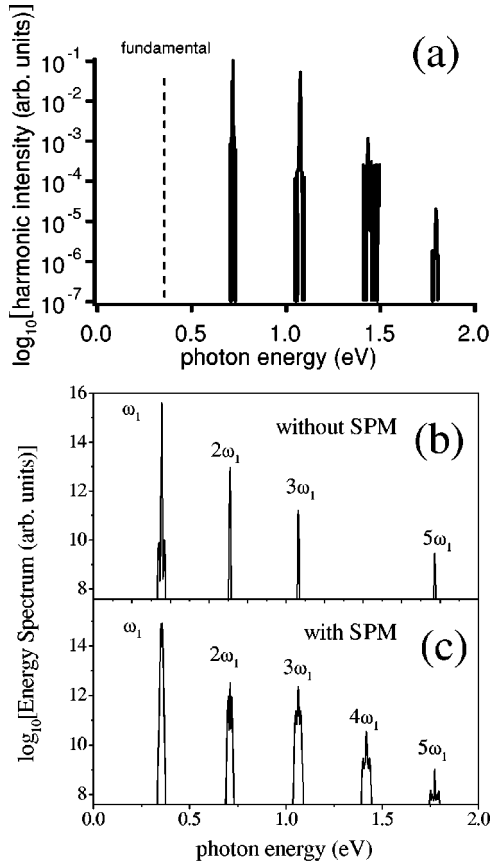 fundamental
(a)
log₁₀[harmonic intensity (arb. units)]
10⁻¹
10⁻²
10⁻³
10⁻⁴
10⁻⁵
10⁻⁶
10⁻⁷
0.0 0.5 1.0 1.5 2.0
photon energy (eV)
log₁₀[Energy Spectrum (arb. units)]
16
14
12
10
8
ω₁
2ω₁
3ω₁
5ω₁
without SPM
(b)
14
12
10
8
ω₁
2ω₁
3ω₁
4ω₁
5ω₁
with SPM
(c)
0.0 0.5 1.0 1.5 2.0
photon energy (eV)